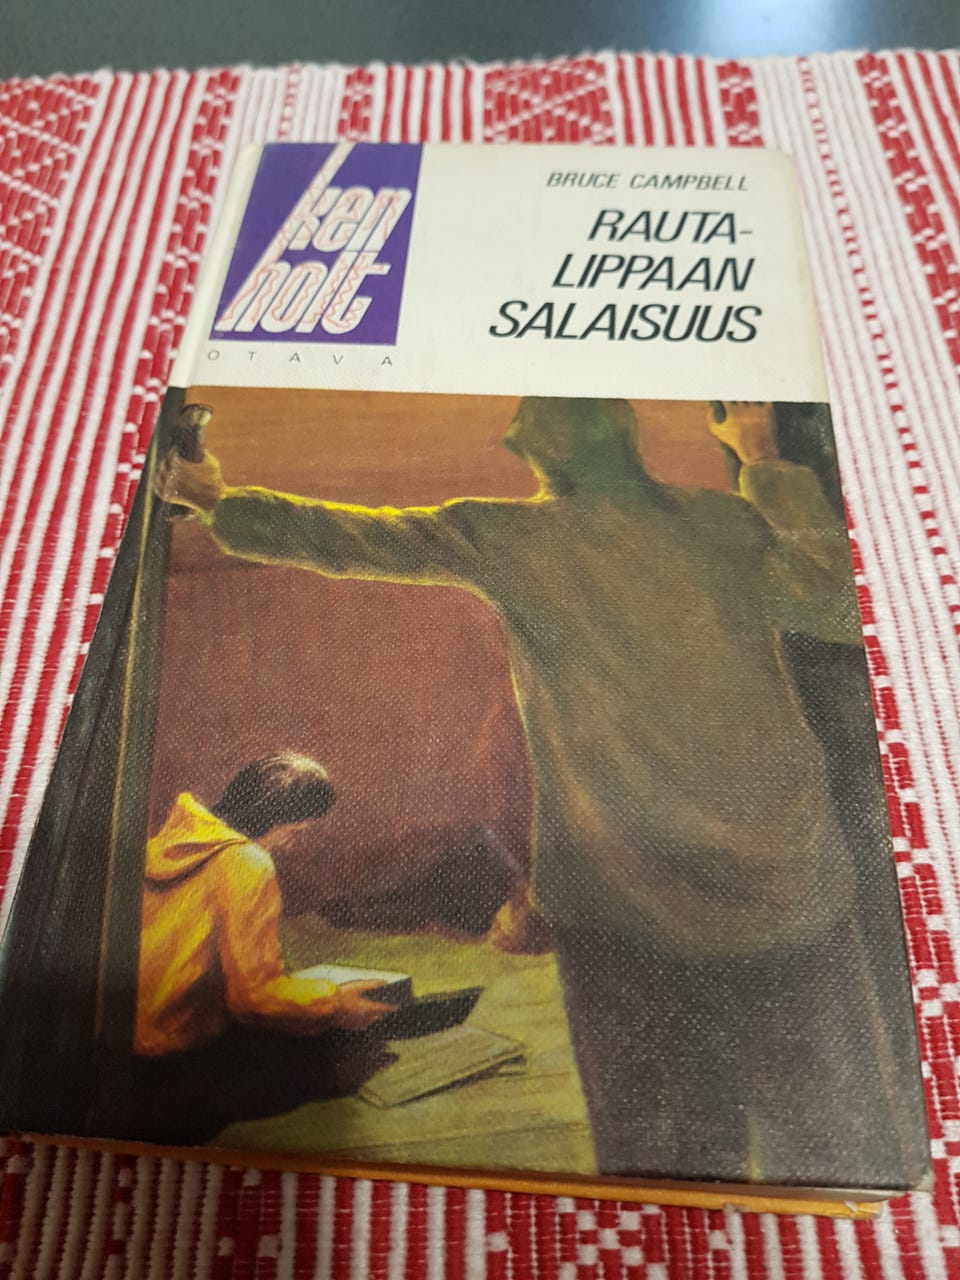 ken
holt
OTAVA
BRUCE CAMPBELL
RAUTA-
LIPPAAN
SALAISUUS